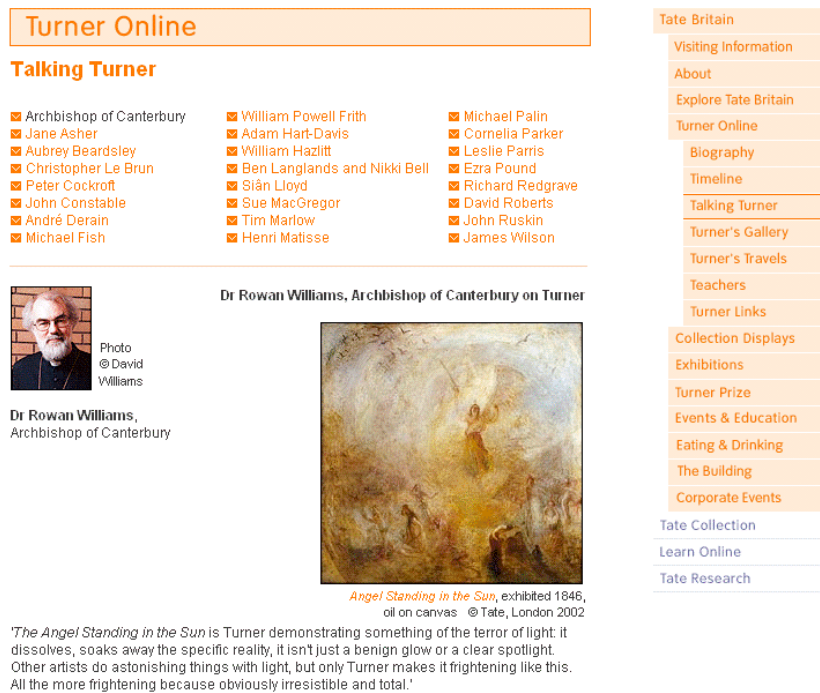 Turner Online
Talking Turner
Archbishop of Canterbury
Jane Asher
Aubrey Beardsley
Christopher Le Brun
Peter Cockroft
John Constable
André Derain
Michael Fish
William Powell Frith
Adam Hart-Davis
William Hazlitt
Ben Langlands and Nikki Bell
Siân Lloyd
Sue MacGregor
Tim Marlow
Henri Matisse
Michael Palin
Cornelia Parker
Leslie Parris
Ezra Pound
Richard Redgrave
David Roberts
John Ruskin
James Wilson
Photo
© David
Williams
Dr Rowan Williams,
Archbishop of Canterbury
Dr Rowan Williams, Archbishop of Canterbury on Turner
Angel Standing in the Sun, exhibited 1846,
oil on canvas © Tate, London 2002
'The Angel Standing in the Sun is Turner demonstrating something of the terror of light: it
dissolves, soaks away the specific reality, it isn't just a benign glow or a clear spotlight.
Other artists do astonishing things with light, but only Turner makes it frightening like this.
All the more frightening because obviously irresistible and total.'
Tate Britain
Visiting Information
About
Explore Tate Britain
Turner Online
Biography
Timeline
Talking Turner
Turner's Gallery
Turner's Travels
Teachers
Turner Links
Collection Displays
Exhibitions
Turner Prize
Events & Education
Eating & Drinking
The Building
Corporate Events
Tate Collection
Learn Online
Tate Research